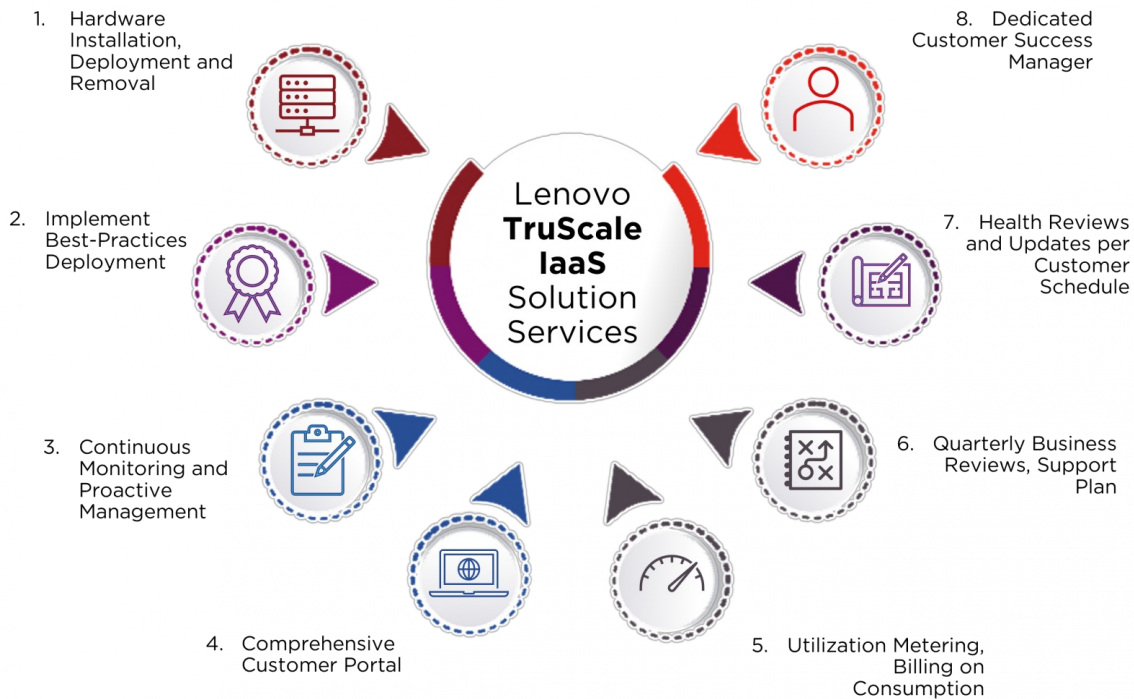 1. Hardware
Installation,
Deployment and
Removal
2. Implement
Best-Practices
Deployment
3. Continuous
Monitoring and
Proactive
Management
4. Comprehensive
Customer Portal
Lenovo
TruScale
IaaS
Solution
Services
5. Utilization Metering,
Billing on
Consumption
6. Quarterly Business
Reviews, Support
Plan
7. Health Reviews
and Updates per
Customer
Schedule
8. Dedicated
Customer Success
Manager